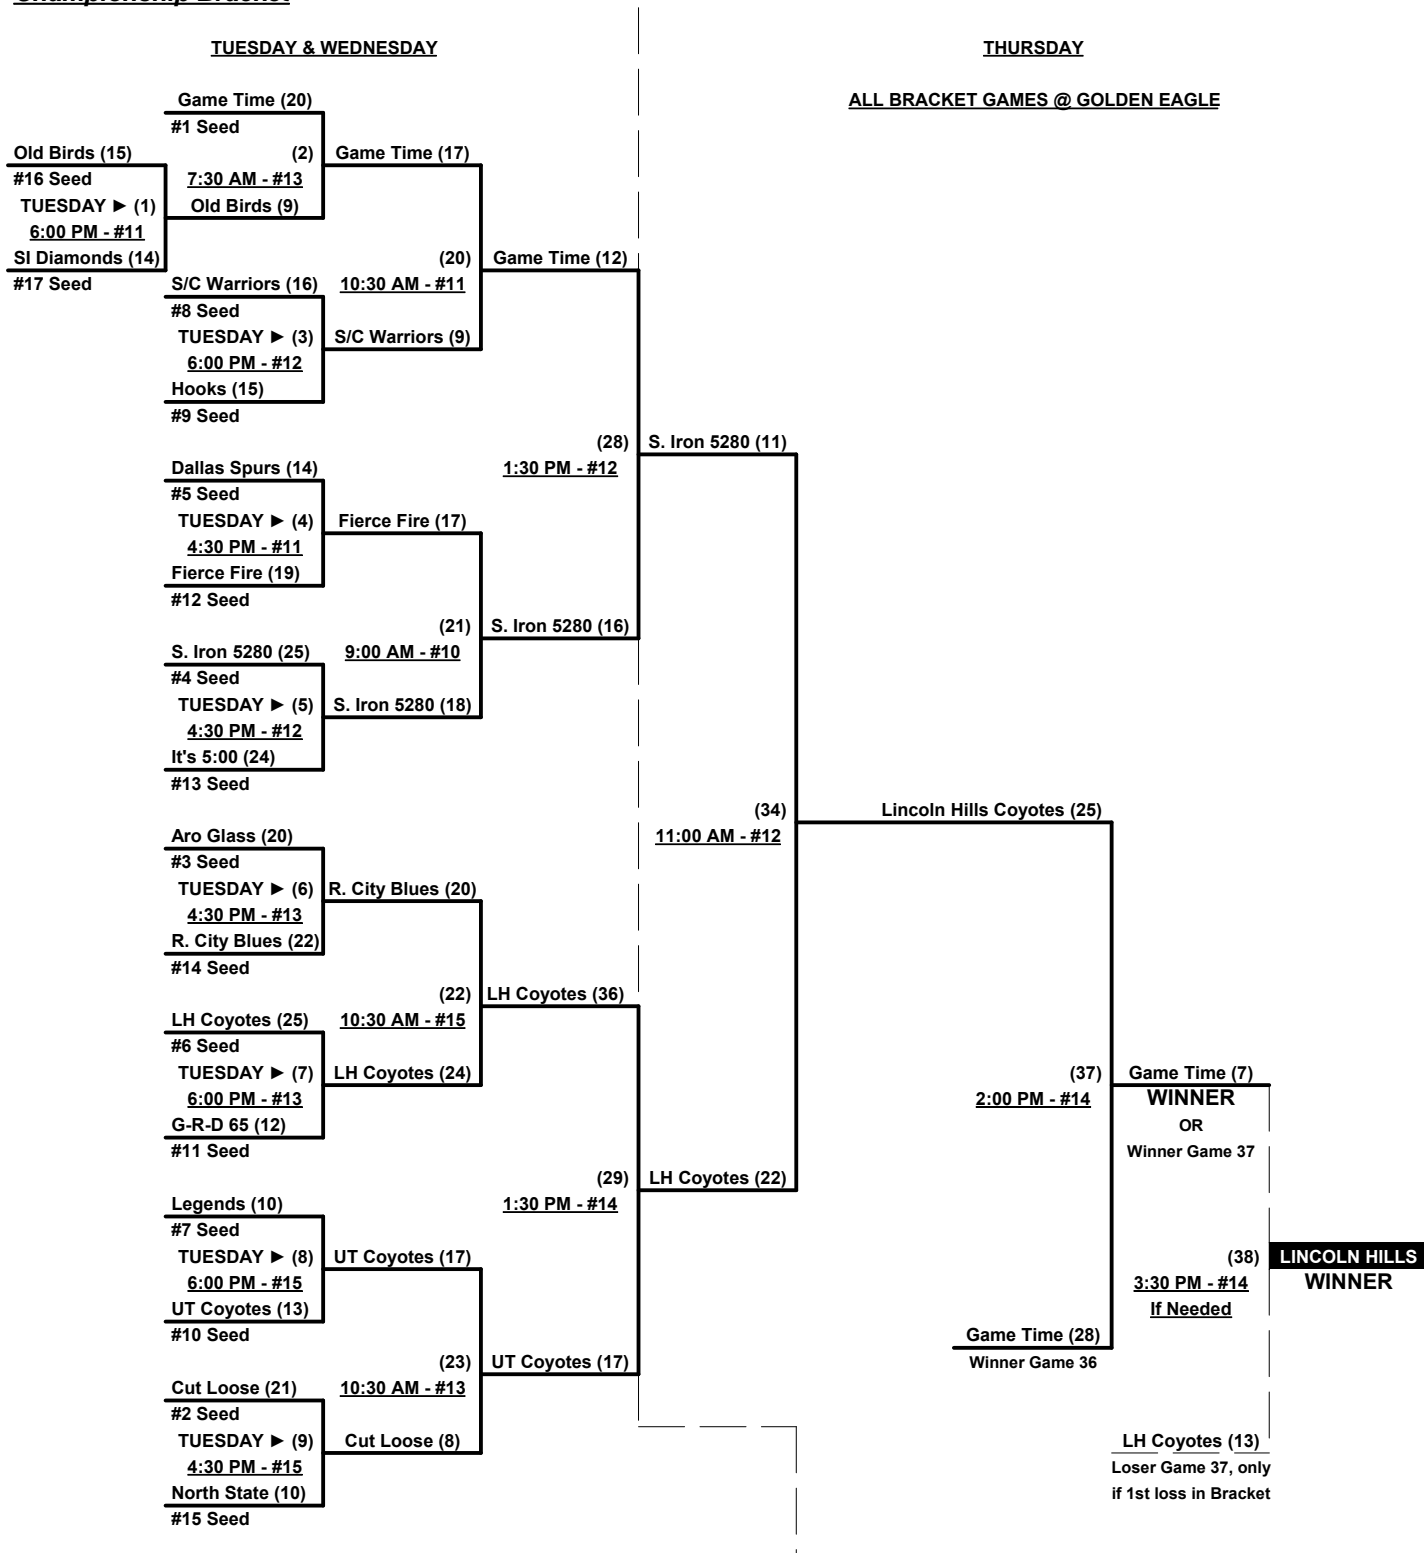 TUESDAY & WEDNESDAY
THURSDAY
ALL BRACKET GAMES @ GOLDEN EAGLE
Game Time (20)
#1 Seed
Old Birds (15)
#16 Seed
TUESDAY ► (1)
6:00 PM - #11
SI Diamonds (14)
#17 Seed
(2)
7:30 AM - #13
Old Birds (9)
Game Time (17)
S/C Warriors (16)
#8 Seed
TUESDAY ► (3)
6:00 PM - #12
Hooks (15)
#9 Seed
(20)
10:30 AM - #11
S/C Warriors (9)
Game Time (12)
Dallas Spurs (14)
#5 Seed
TUESDAY ► (4)
4:30 PM - #11
Fierce Fire (19)
#12 Seed
Fierce Fire (17)
(28)
1:30 PM - #12
S. Iron 5280 (11)
S. Iron 5280 (25)
#4 Seed
TUESDAY ► (5)
4:30 PM - #12
It's 5:00 (24)
#13 Seed
(21)
9:00 AM - #10
S. Iron 5280 (18)
S. Iron 5280 (16)
Aro Glass (20)
#3 Seed
TUESDAY ► (6)
4:30 PM - #13
R. City Blues (22)
#14 Seed
R. City Blues (20)
(34)
11:00 AM - #12
Lincoln Hills Coyotes (25)
LH Coyotes (25)
#6 Seed
TUESDAY ► (7)
6:00 PM - #13
G-R-D 65 (12)
#11 Seed
(22)
10:30 AM - #15
LH Coyotes (24)
LH Coyotes (36)
(37)
2:00 PM - #14
Game Time (7)
WINNER
OR
Winner Game 37
Legends (10)
#7 Seed
TUESDAY ► (8)
6:00 PM - #15
UT Coyotes (13)
#10 Seed
UT Coyotes (17)
(29)
1:30 PM - #14
LH Coyotes (22)
(38)
3:30 PM - #14
If Needed
LINCOLN HILLS
WINNER
Game Time (28)
Winner Game 36
Cut Loose (21)
#2 Seed
TUESDAY ► (9)
4:30 PM - #15
North State (10)
#15 Seed
(23)
10:30 AM - #13
Cut Loose (8)
UT Coyotes (17)
LH Coyotes (13)
Loser Game 37, only
if 1st loss in Bracket